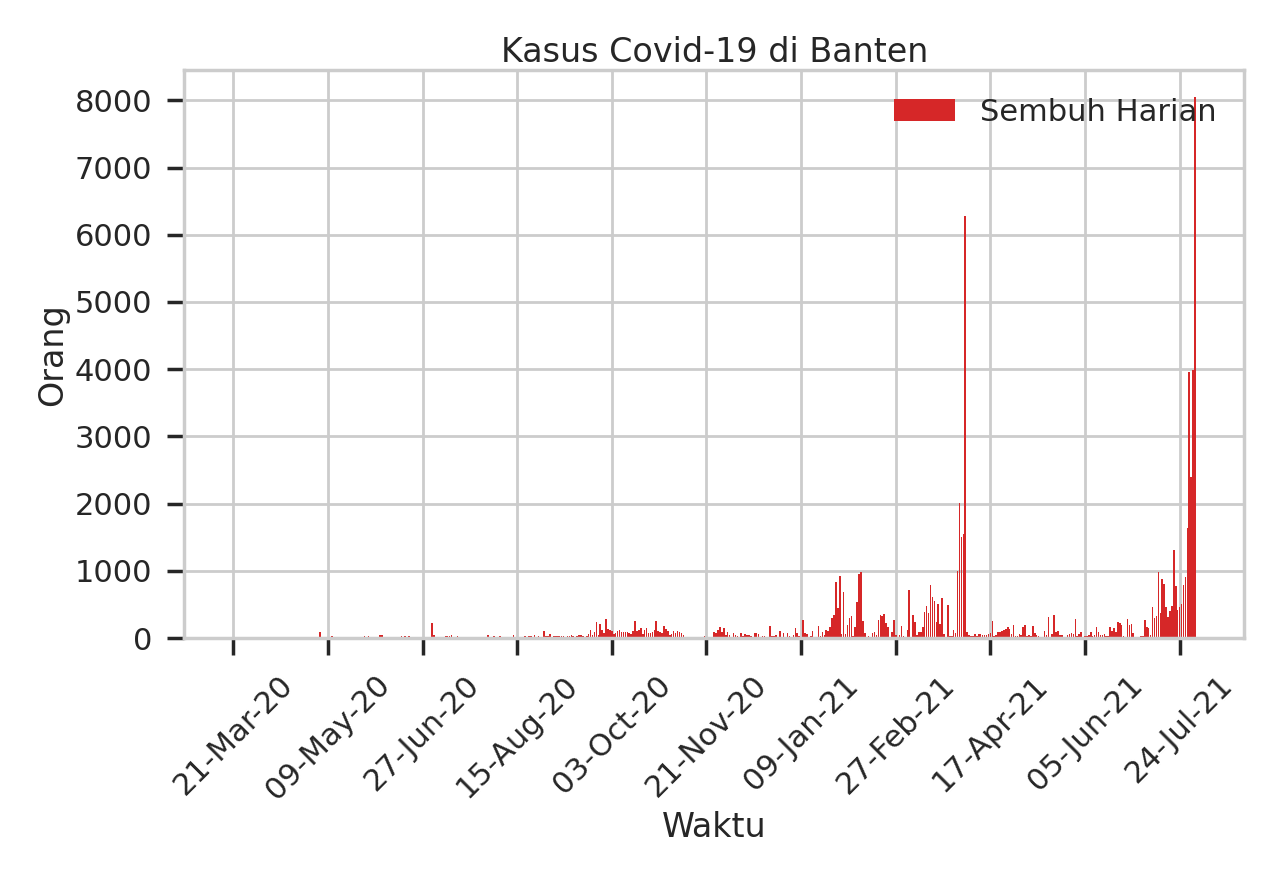 Kasus Covid-19 di Banten
Sembuh Harian
Orang
8000
7000
6000
5000
4000
3000
2000
1000
0
21-Mar-20
09-May-20
27-Jun-20
15-Aug-20
03-Oct-20
21-Nov-20
09-Jan-21
27-Feb-21
17-Apr-21
05-Jun-21
24-Jul-21
Waktu